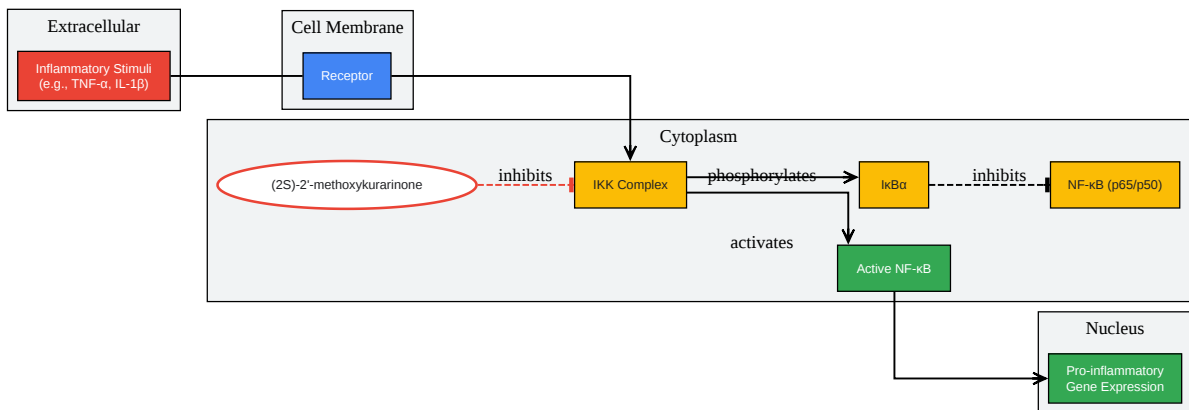 Extracellular
Inflammatory Stimuli
(e.g., TNF-α, IL-1β)
Cell Membrane
Receptor
Cytoplasm
(2S)-2'-methoxykurarinone
inhibits
IKK Complex
phosphorylates
IκBα
inhibits
NF-κB (p65/p50)
activates
Active NF-κB
Nucleus
Pro-inflammatory
Gene Expression